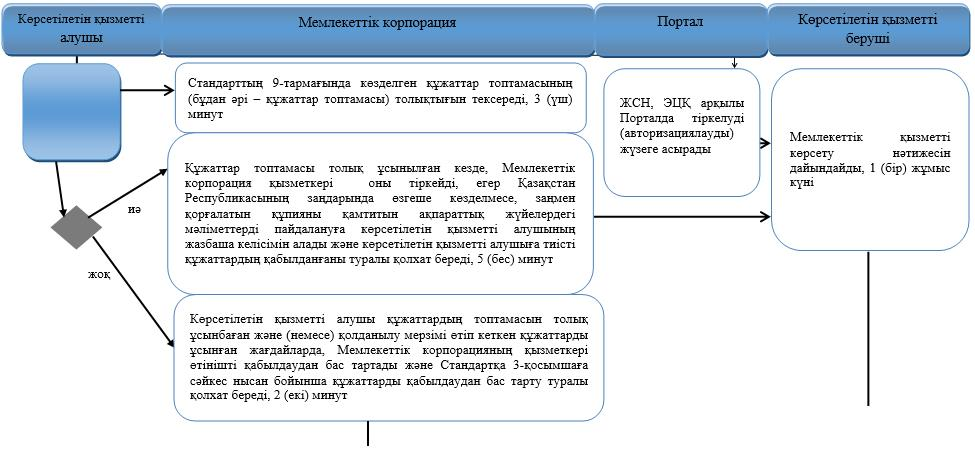 Көрсетілетін қызметті
алушы
Мемлекеттік корпорация
Портал
Көрсетілетін қызметті
беруші
Стандарттың 9-тармағында көзделген құжаттар топтамасының
(бұдан әрі – құжаттар топтамасы) толықтығын тексереді, 3 (үш)
минут
ЖСН, ЭЦҚ арқылы
Порталда тіркелуді
(авторизациялауды)
жүзеге асырады
Мемлекеттік қызметті
көрсету нәтижесін
дайындайды, 1 (бір) жұмыс
күні
Құжаттар топтамасы толық ұсынылған кезде, Мемлекеттік
корпорация қызметкері оны тіркейді, егер Қазақстан
Республикасының заңдарында өзгеше көзделмесе, заңмен
қорғалатын құпияны қамтитын ақпараттық жүйелердегі
мәліметтерді пайдалануға көрсетілетін қызметті алушының
жазбаша келісімін алады және көрсетілетін қызметті алушыға тиісті
құжаттардың қабылданғаны туралы қолхат береді, 5 (бес) минут
иә
жоқ
Көрсетілетін қызметті алушы құжаттардың топтамасын толық
ұсынбаған және (немесе) қолданылу мерзімі өтіп кеткен құжаттарды
ұсынған жағдайларда, Мемлекеттік корпорацияның қызметкері
өтінішті қабылдаудан бас тартады және Стандартқа 3-қосымшаға
сәйкес нысан бойынша құжаттарды қабылдаудан бас тарту туралы
қолхат береді, 2 (екі) минут